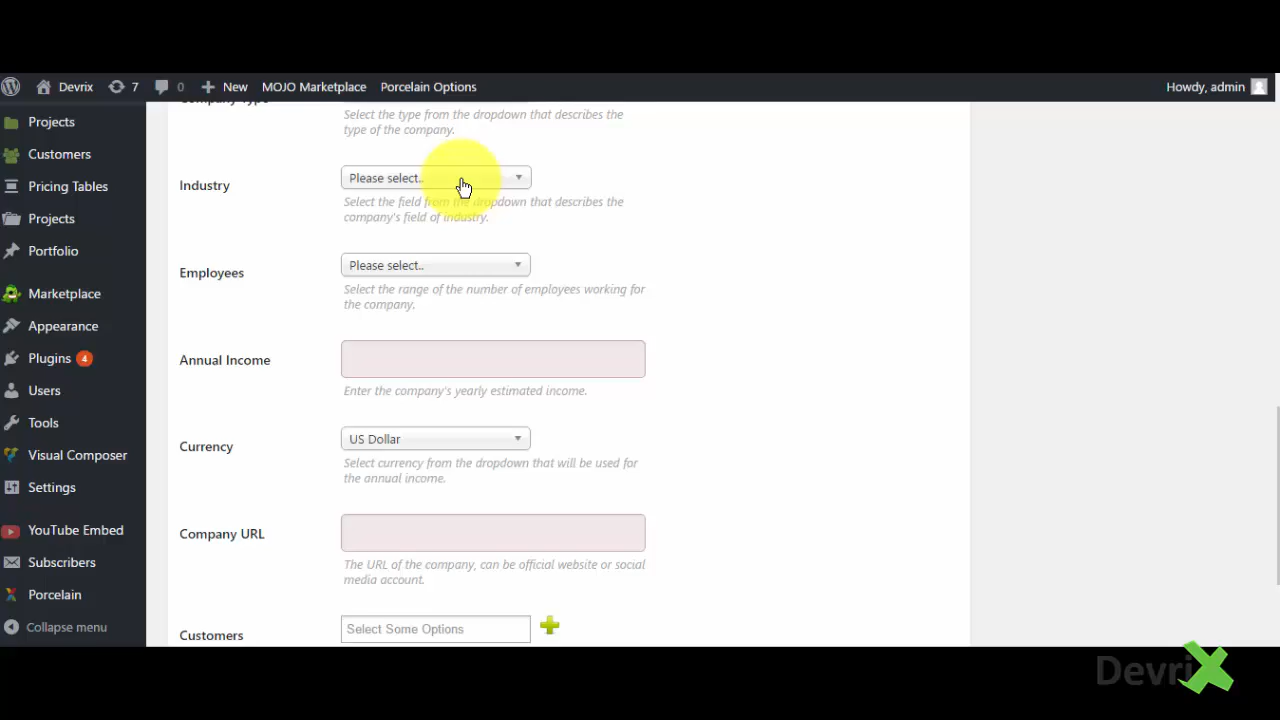 Devrix
7
0
New
MOJO Marketplace
Porcelain Options
Howdy, admin
Projects
Customers
Pricing Tables
Projects
Portfolio
Marketplace
Appearance
Plugins 4
Users
Tools
Visual Composer
Settings
YouTube Embed
Subscribers
Porcelain
Collapse menu
Company Type
Select the type from the dropdown that describes the
type of the company.
Industry
Please select..
Select the field from the dropdown that describes the
company's field of industry.
Employees
Please select..
Select the range of the number of employees working for
the company.
Annual Income
Enter the company's yearly estimated income.
Currency
US Dollar
Select currency from the dropdown that will be used for
the annual income.
Company URL
The URL of the company, can be official website or social
media account.
Customers
Select Some Options
DevriX